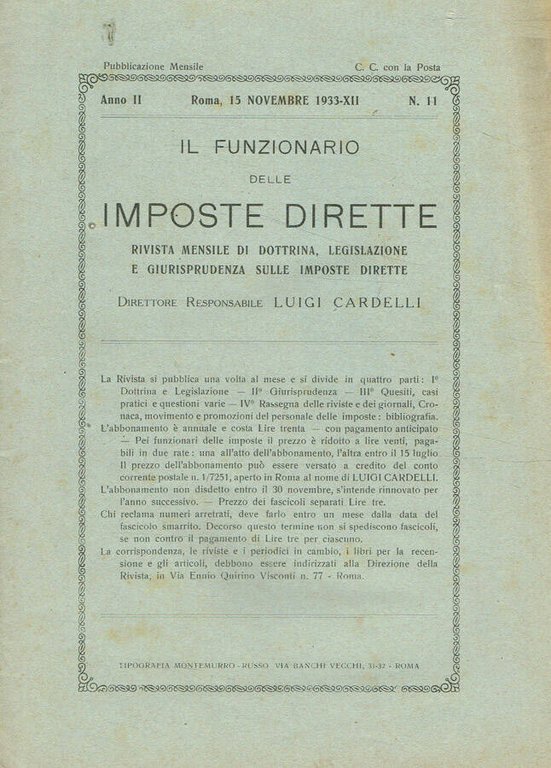 Pubblicazione Mensile C. C. con la Posta
Anno II Roma, 15 NOVEMBRE 1933-XII N. 11
IL FUNZIONARIO
DELLE
IMPOSTE DIRETTE
RIVISTA MENSILE DI DOTTRINA, LEGISLAZIONE
E GIURISPRUDENZA SULLE IMPOSTE DIRETTE
DIRETTORE RESPONSABILE LUIGI CARDELLI
La Rivista si pubblica una volta al mese e si divide in quattro parti: Iº
Dottrina e Legislazione — IIº Giurisprudenza — IIIº Quesiti, casi
pratici e questioni varie — IVº Rassegna delle riviste e dei giornali, Cro-
naca, movimento e promozioni del personale delle imposte: bibliografia.
L'abbonamento è annuale e costa Lire trenta — con pagamento anticipato
— Pei funzionari delle imposte il prezzo è ridotto a lire venti, paga-
bili in due rate: una all'atto dell'abbonamento, l'altra entro il 15 luglio
Il prezzo dell'abbonamento può essere versato a credito del conto
corrente postale n. 1/7251, aperto in Roma al nome di LUIGI CARDELLI.
L'abbonamento non disdetto entro il 30 novembre, s'intende rinnovato per
l'anno successivo. — Prezzo dei fascicoli separati Lire tre.
Chi reclama numeri arretrati, deve farlo entro un mese dalla data del
fascicolo smarrito. Decorso questo termine non si spediscono fascicoli,
se non contro il pagamento di Lire tre per ciascuno.
La corrispondenza, le riviste e i periodici in cambio, i libri per la recen-
sione e gli articoli, debbono essere indirizzati alla Direzione della
Rivista, in Via Ennio Quirino Visconti n. 77 - Roma.
TIPOGRAFIA MONTEMURRO - RUSSO VIA BANCHI VECCHI, 31-32 - ROMA